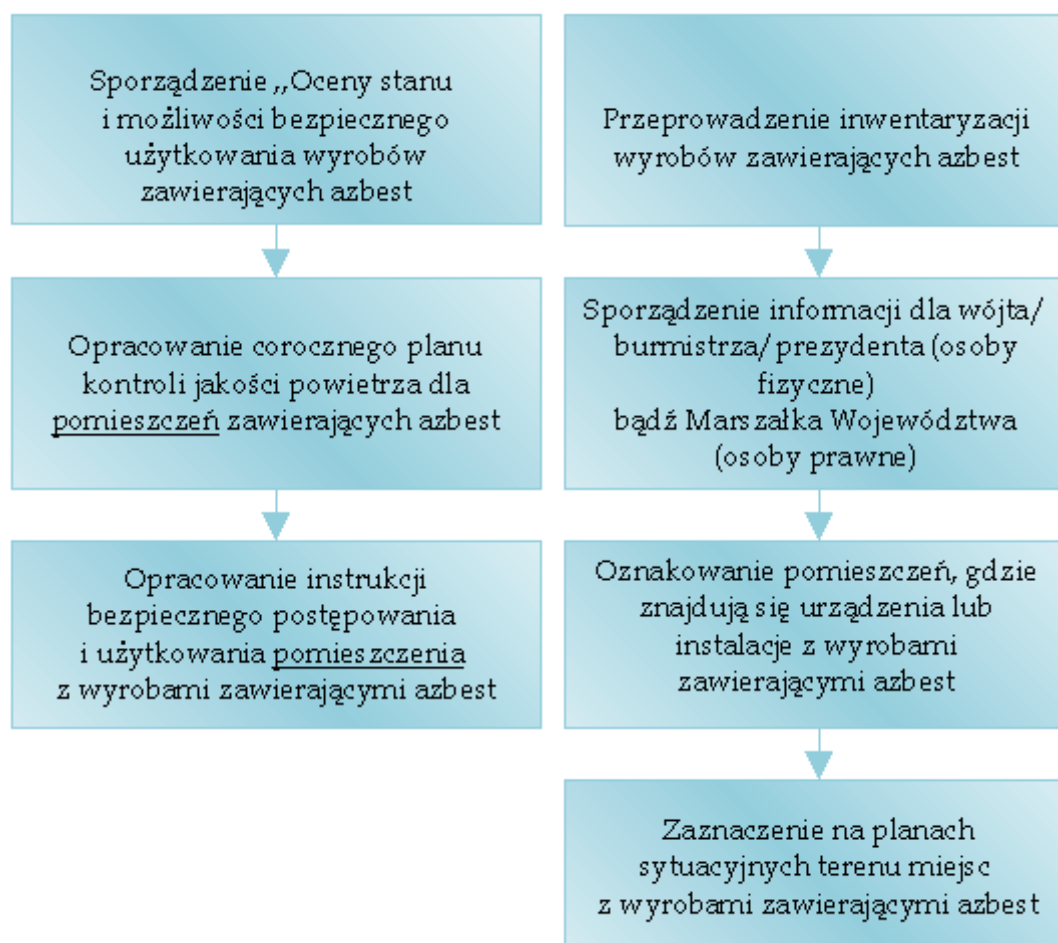 Sporządzenie ,,Oceny stanu
i możliwości bezpiecznego
użytkowania wyrobów
zawierających azbest
Opracowanie corocznego planu
kontroli jakości powietrza dla
pomieszczeń zawierających azbest
Opracowanie instrukcji
bezpiecznego postępowania
i użytkowania pomieszczenia
z wyrobami zawierającymi azbest
Przeprowadzenie inwentaryzacji
wyrobów zawierających azbest
Sporządzenie informacji dla wójta/
burmistrza/ prezydenta (osoby
fizyczne)
bądź Marszałka Województwa
(osoby prawne)
Oznakowanie pomieszczeń, gdzie
znajdują się urządzenia lub
instalacje z wyrobami
zawierającymi azbest
Zaznaczenie na planach
sytuacyjnych terenu miejsc
z wyrobami zawierającymi azbest